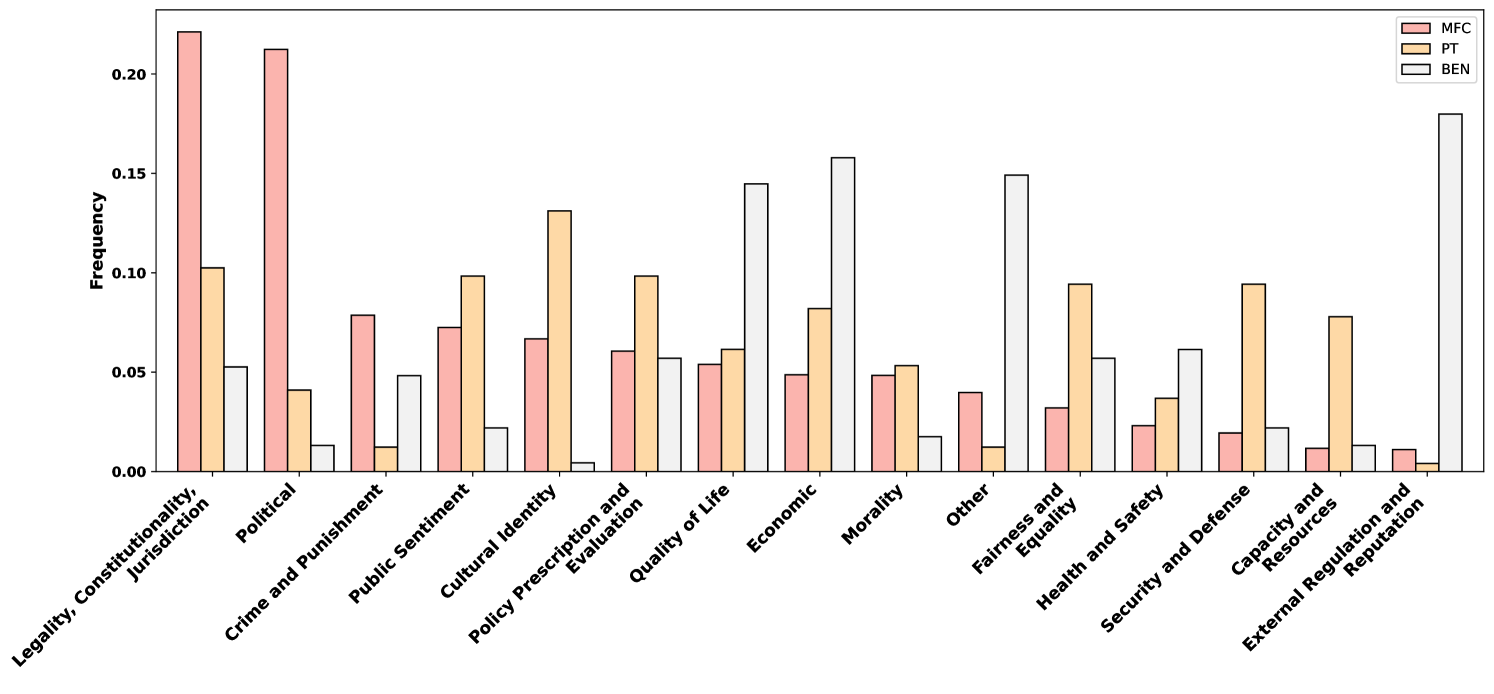 MFC
PT
BEN
Frequency
0.20
0.15
0.10
0.05
0.00
Legality, Constitutionality,
Jurisdiction
Political
Crime and Punishment
Public Sentiment
Cultural Identity
Policy Prescription and
Evaluation
Quality of Life
Economic
Morality
Other
Fairness and
Equality
Health and Safety
Security and Defense
Capacity and
Resources
External Regulation and
Reputation